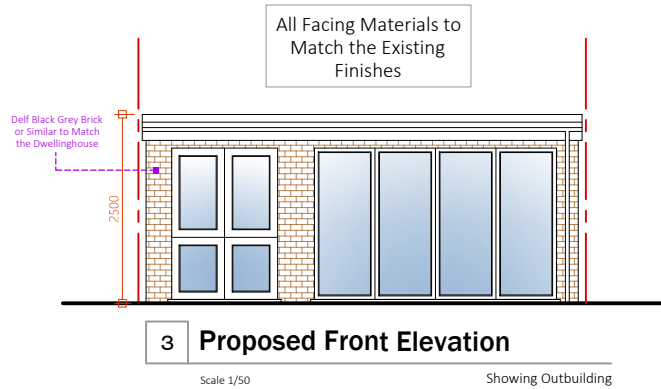 All Facing Materials to
Match the Existing
Finishes
Delf Black Grey Brick
or Similar to Match
the Dwellinghouse
2500
3 Proposed Front Elevation
Scale 1/50
Showing Outbuilding